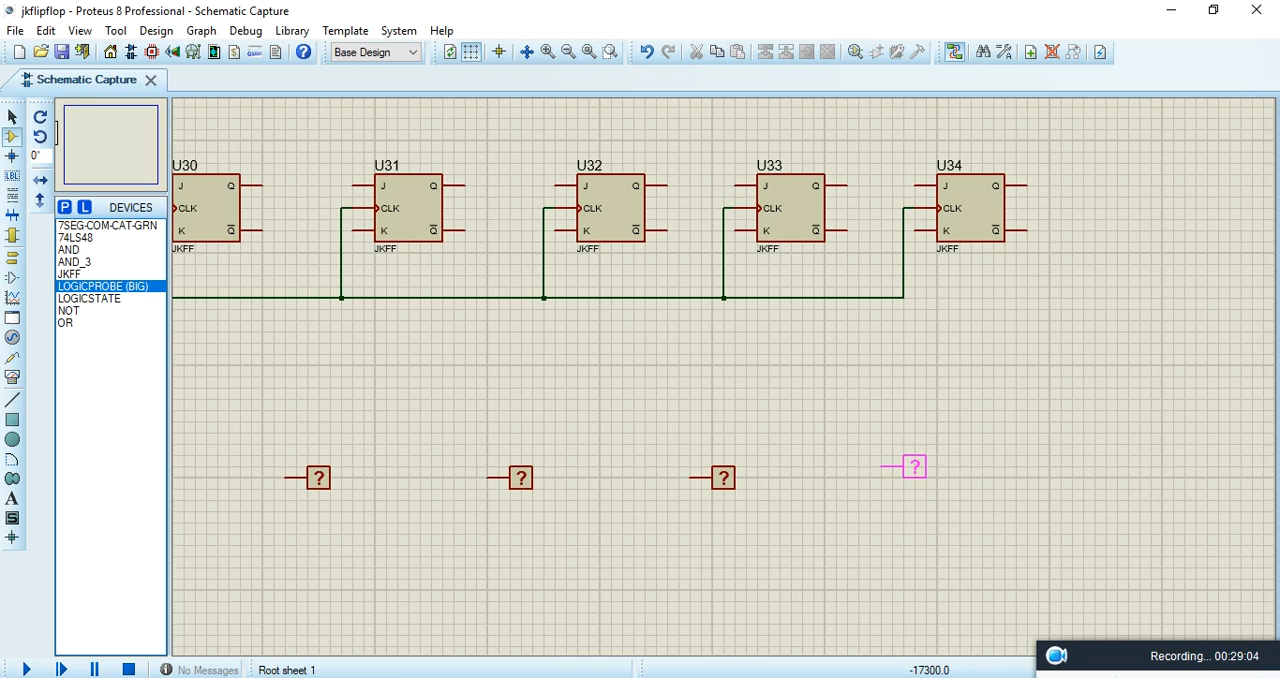 jkflipflop - Proteus 8 Professional - Schematic Capture
File Edit View Tool Design Graph Debug Library Template System Help
Base Design
Schematic Capture
0°
P L DEVICES
7SEG-COM-CAT-GRN
74LS48
AND
AND_3
JKFF
LOGICPROBE (BIG)
LOGICSTATE
NOT
OR
U30 U31 U32 U33 U34
J Q J Q J Q J Q J Q
CLK CLK CLK CLK CLK
K Q K Q K Q K Q K Q
JKFF JKFF JKFF JKFF JKFF
? ? ? ?
No Messages Root sheet 1 -17300.0
Recording... 00:29:04